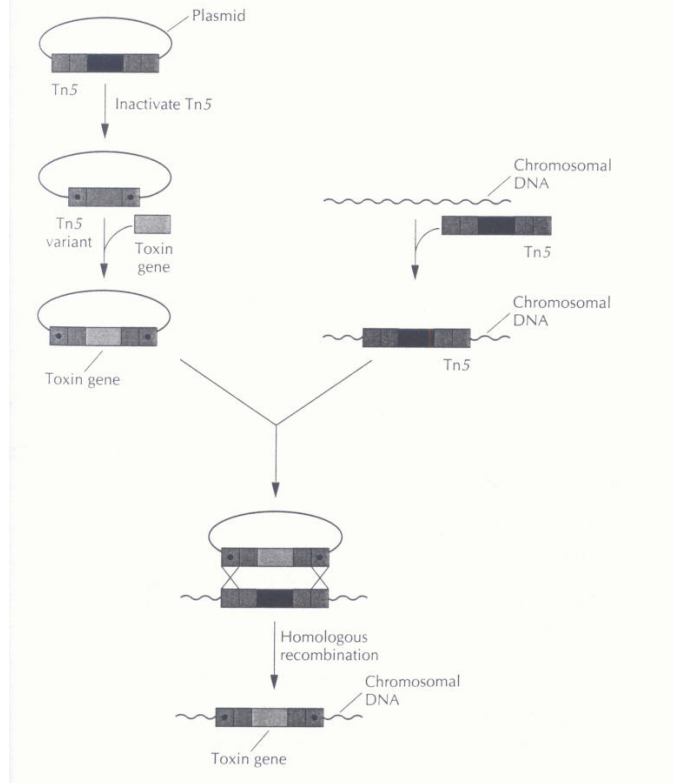 Plasmid
Tn5
Inactivate Tn5
Tn5
variant
Toxin
gene
Toxin gene
Chromosomal
DNA
Tn5
Chromosomal
DNA
Tn5
Homologous
recombination
Chromosomal
DNA
Toxin gene